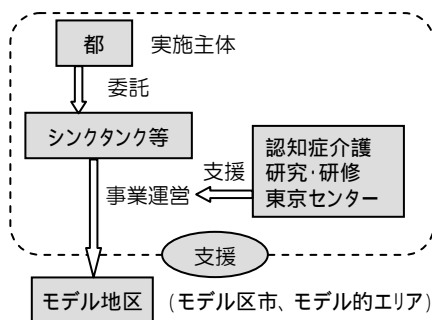 都 実施主体
委託
シンクタンク等
認知症介護
研究・研修
東京センター
支援
事業運営
支援
モデル地区 (モデル区市、モデル的エリア)